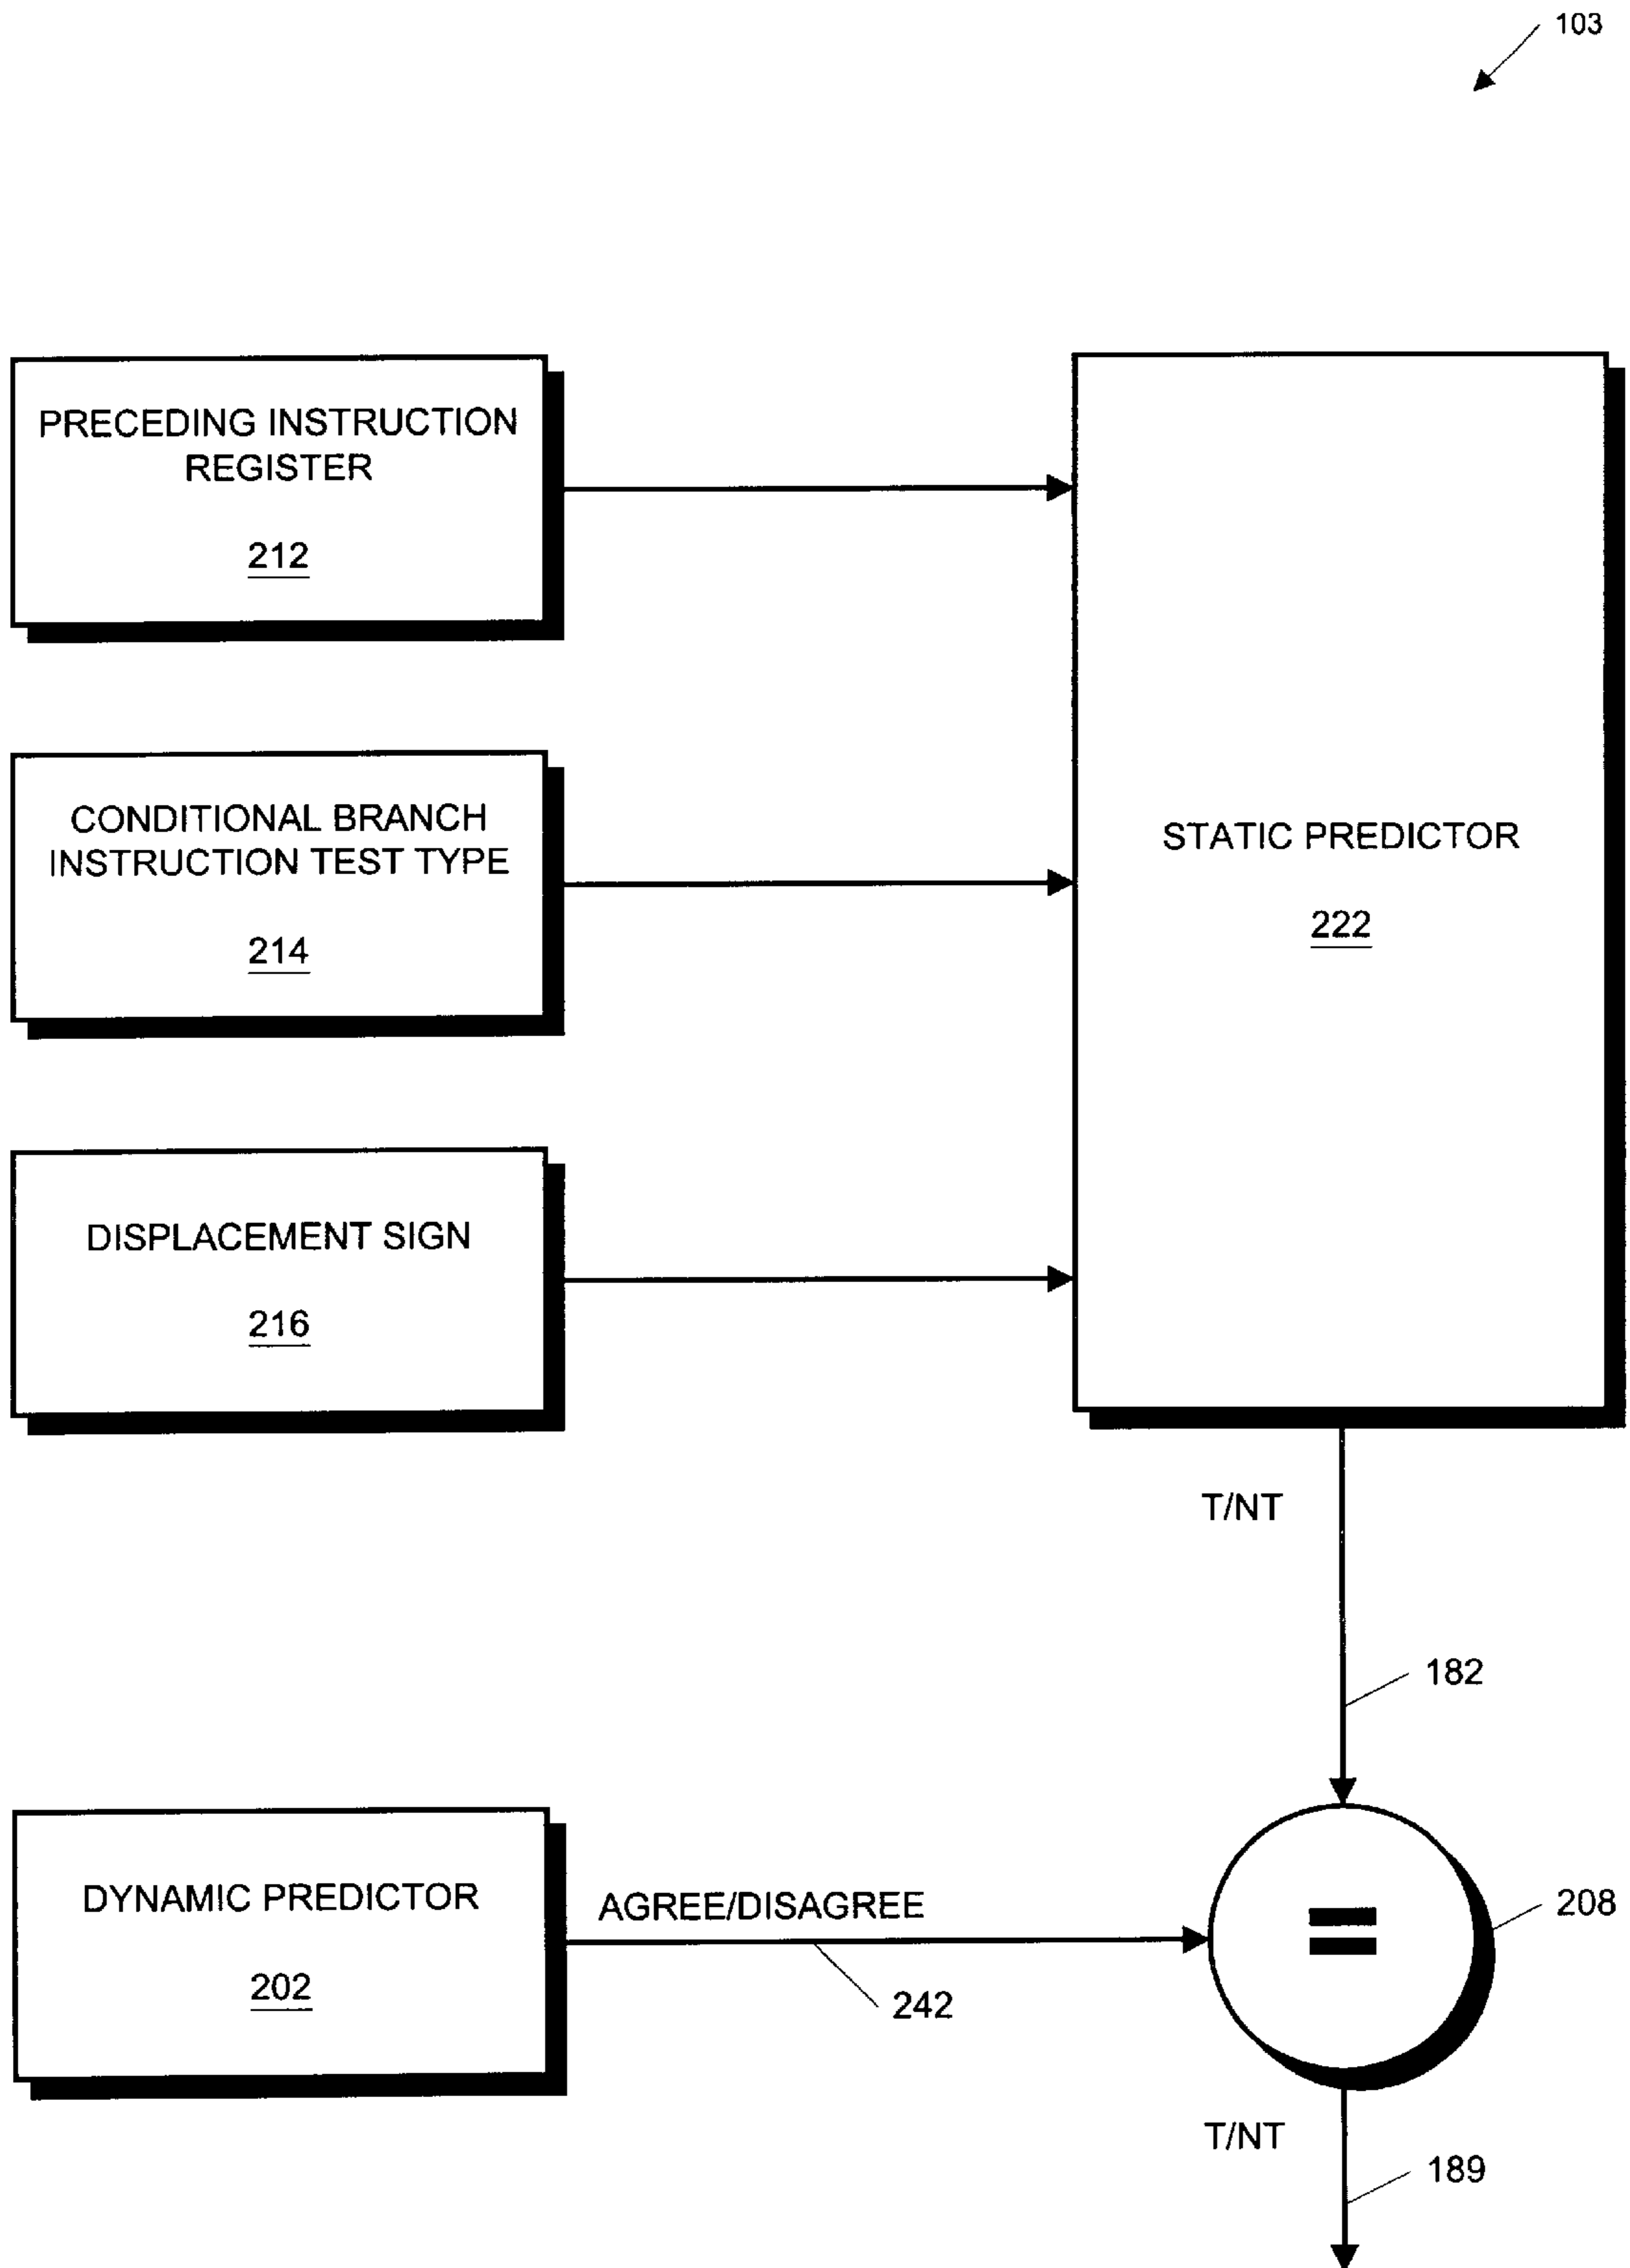 103
PRECEDING INSTRUCTION
REGISTER
212
CONDITIONAL BRANCH
INSTRUCTION TEST TYPE
214
STATIC PREDICTOR
222
DISPLACEMENT SIGN
216
T/NT
182
DYNAMIC PREDICTOR
202
AGREE/DISAGREE
242
=
208
T/NT
189